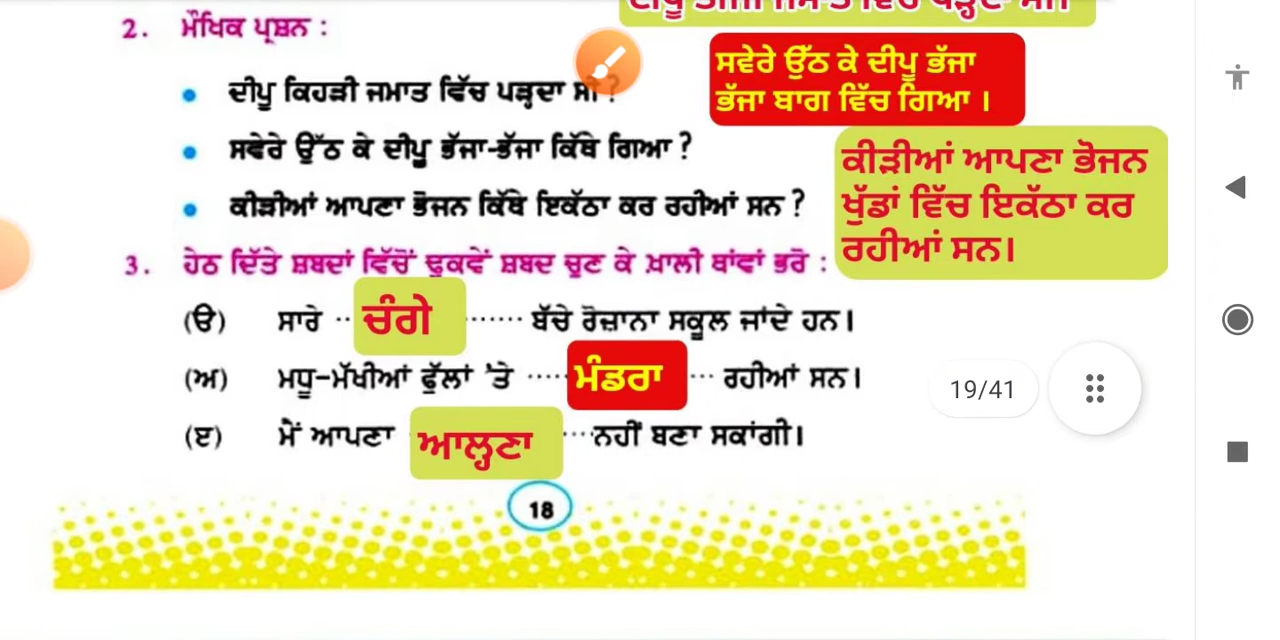 2. ਮੌਖਿਕ ਪ੍ਰਸ਼ਨ :
ਦੀਪੂ ਕਿਹੜੀ ਜਮਾਤ ਵਿੱਚ ਪੜ੍ਹਦਾ ਸੀ ?
ਸਵੇਰੇ ਉੱਠ ਕੇ ਦੀਪੂ ਭੱਜਾ
ਭੱਜਾ ਬਾਗ ਵਿੱਚ ਗਿਆ ।
ਸਵੇਰੇ ਉੱਠ ਕੇ ਦੀਪੂ ਭੱਜਾ-ਭੱਜਾ ਕਿੱਥੇ ਗਿਆ ?
ਕੀੜੀਆਂ ਆਪਣਾ ਭੋਜਨ ਕਿੱਥੇ ਇਕੱਠਾ ਕਰ ਰਹੀਆਂ ਸਨ ?
ਕੀੜੀਆਂ ਆਪਣਾ ਭੋਜਨ
ਖੁੱਡਾਂ ਵਿੱਚ ਇਕੱਠਾ ਕਰ
ਰਹੀਆਂ ਸਨ।
3. ਹੇਠ ਦਿੱਤੇ ਸ਼ਬਦਾਂ ਵਿੱਚੋਂ ਢੁਕਵੇਂ ਸ਼ਬਦ ਚੁਣ ਕੇ ਖ਼ਾਲੀ ਥਾਂਵਾਂ ਭਰੋ :
(ੳ) ਸਾਰੇ ·· ਚੰਗੇ ······· ਬੱਚੇ ਰੋਜ਼ਾਨਾ ਸਕੂਲ ਜਾਂਦੇ ਹਨ।
(ਅ) ਮਧੂ-ਮੱਖੀਆਂ ਫੁੱਲਾਂ 'ਤੇ ····· ਮੰਡਰਾ ··· ਰਹੀਆਂ ਸਨ।
(ੲ) ਮੈਂ ਆਪਣਾ ਆਲ੍ਹਣਾ ····ਨਹੀਂ ਬਣਾ ਸਕਾਂਗੀ।
19/41
18